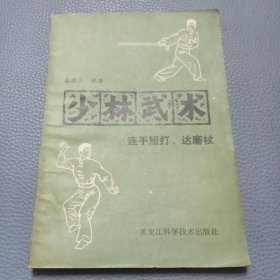 编著
少林武术
连手短打、达磨杖
黑龙江科学技术出版社